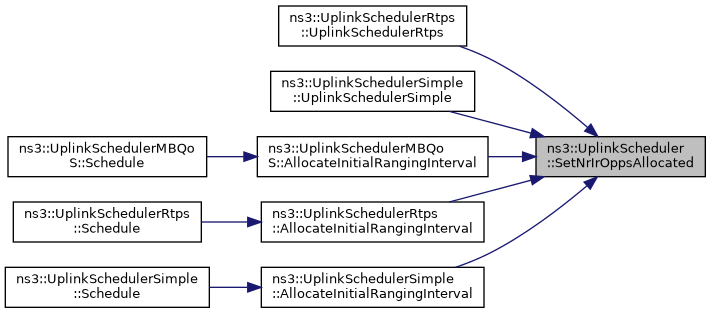 ns3::UplinkSchedulerRtps
::UplinkSchedulerRtps
ns3::UplinkSchedulerSimple
::UplinkSchedulerSimple
ns3::UplinkSchedulerMBQo
S::Schedule
ns3::UplinkSchedulerMBQo
S::AllocateInitialRangingInterval
ns3::UplinkScheduler
::SetNrIrOppsAllocated
ns3::UplinkSchedulerRtps
::Schedule
ns3::UplinkSchedulerRtps
::AllocateInitialRangingInterval
ns3::UplinkSchedulerSimple
::Schedule
ns3::UplinkSchedulerSimple
::AllocateInitialRangingInterval